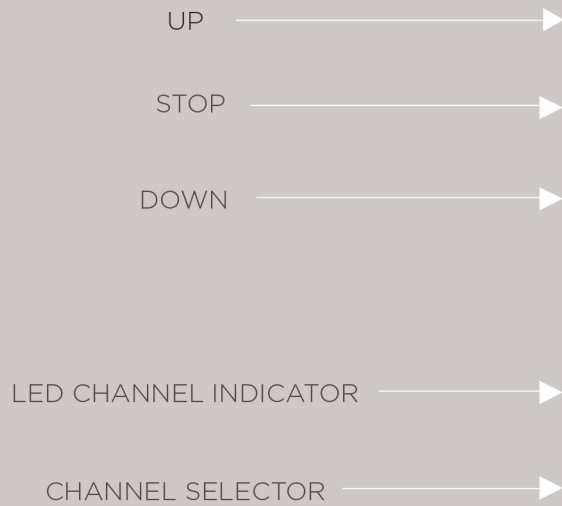 UP
STOP
DOWN
LED CHANNEL INDICATOR
CHANNEL SELECTOR